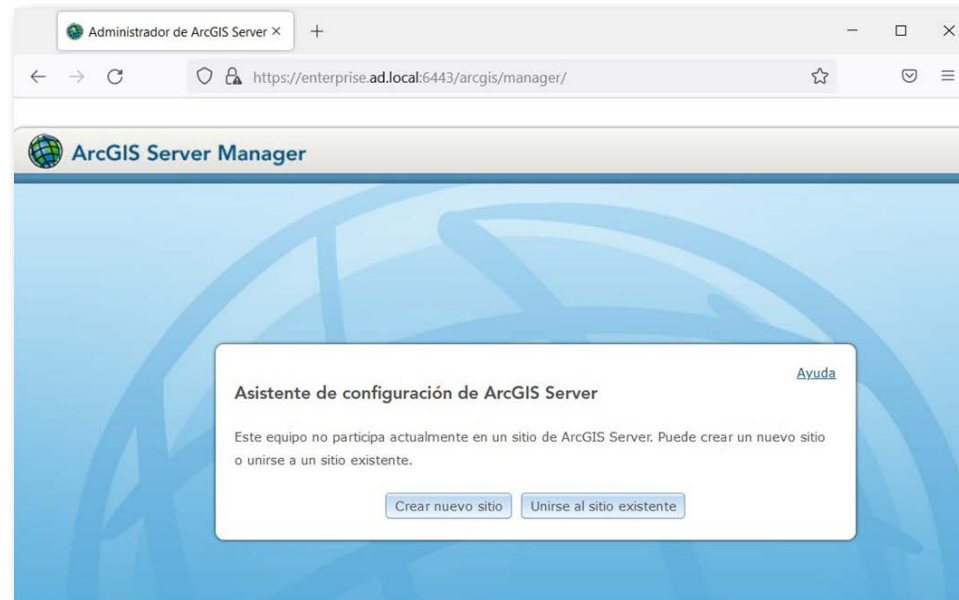 Administrador de ArcGIS Server
https://enterprise.ad.local:6443/arcgis/manager/
ArcGIS Server Manager
Ayuda
Asistente de configuración de ArcGIS Server
Este equipo no participa actualmente en un sitio de ArcGIS Server. Puede crear un nuevo sitio
o unirse a un sitio existente.
Crear nuevo sitio Unirse al sitio existente